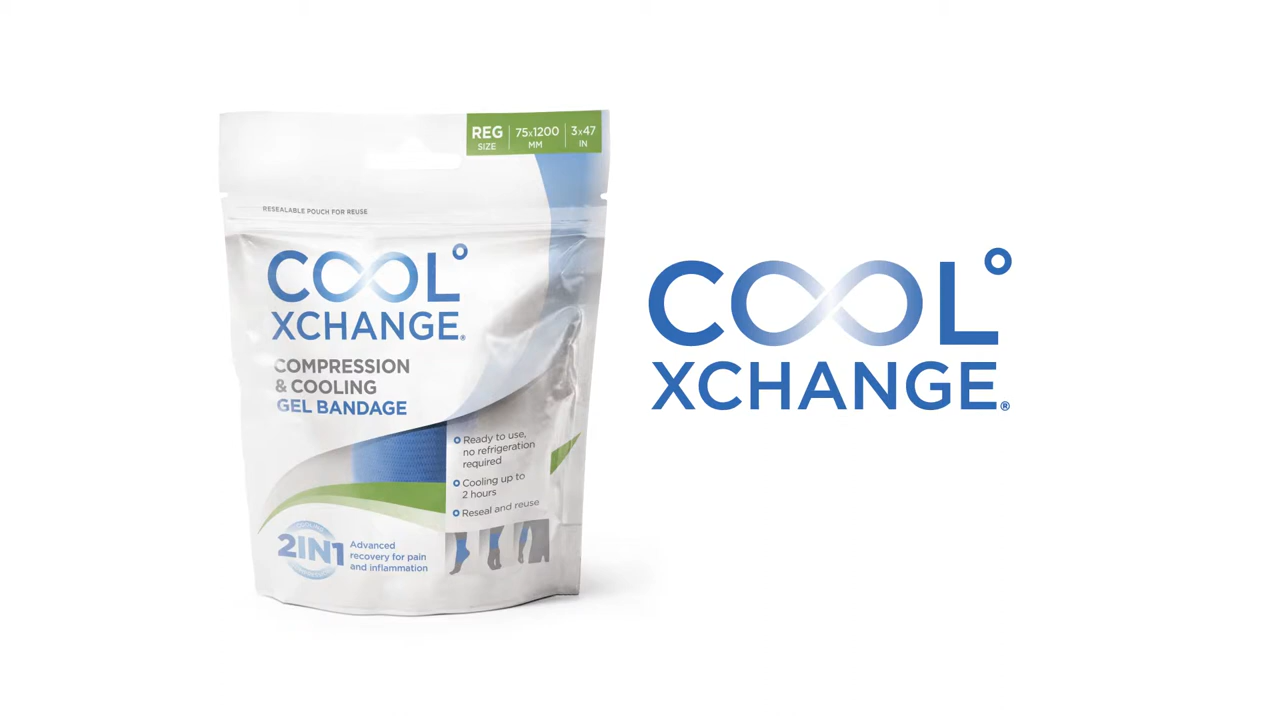 REG
SIZE
75x1200
MM
3x47
IN
RESEALABLE POUCH FOR REUSE
COOL°
XCHANGE®
COMPRESSION
& COOLING
GEL BANDAGE
Ready to use,
no refrigeration
required
Cooling up to
2 hours
Reseal and reuse
2IN1
Advanced
recovery for pain
and inflammation
COOL°
XCHANGE®